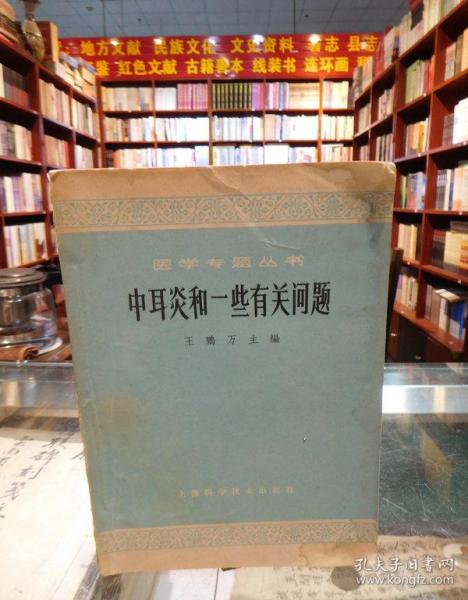 地方文献 民族文化 文史资料 县志
红色文献 古籍善本 线装书 连环画
医学专题丛书
中耳炎和一些有关问题
王鹏万主编
上海科学技术出版社
孔夫子旧书网
www.kongfz.com